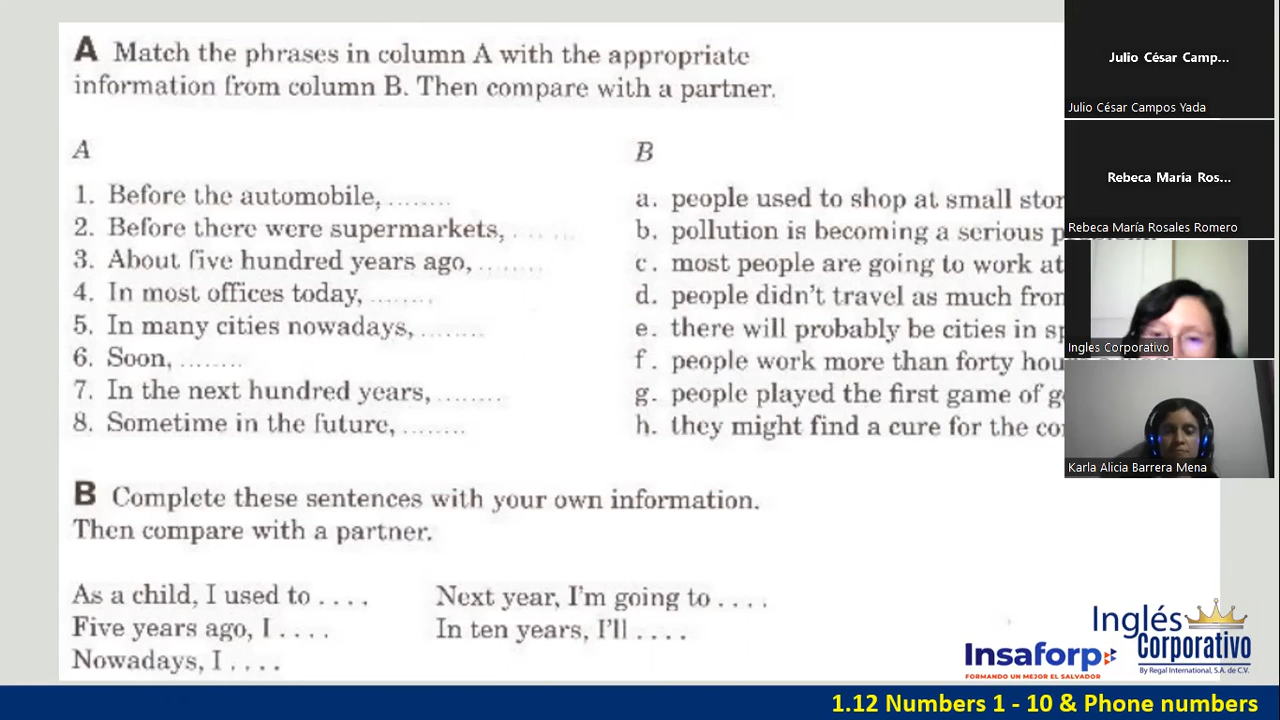 A Match the phrases in column A with the appropriate
information from column B. Then compare with a partner.
A
1. Before the automobile, ........
2. Before there were supermarkets, ........
3. About five hundred years ago, ........
4. In most offices today, ........
5. In many cities nowadays, ........
6. Soon, ........
7. In the next hundred years, ........
8. Sometime in the future, ........
B
a. people used to shop at small
b. pollution is becoming a serious
c. most people are going to work at
d. people didn't travel as much from
e. there will probably be cities in
f. people work more than forty
g. people played the first game of
h. they might find a cure for the
B Complete these sentences with your own information.
Then compare with a partner.
As a child, I used to . . . .
Five years ago, I . . . .
Nowadays, I . . . .
Next year, I'm going to . . . .
In ten years, I'll . . . .
Julio César Camp...
Julio César Campos Yada
Rebeca María Ros...
Rebeca María Rosales Romero
Ingles Corporativo
Karla Alicia Barrera Mena
Insaforp
FORMANDO UN MEJOR EL SALVADOR
Inglés
Corporativo
By Regal International, S.A. de C.V.
1.12 Numbers 1 - 10 & Phone numbers